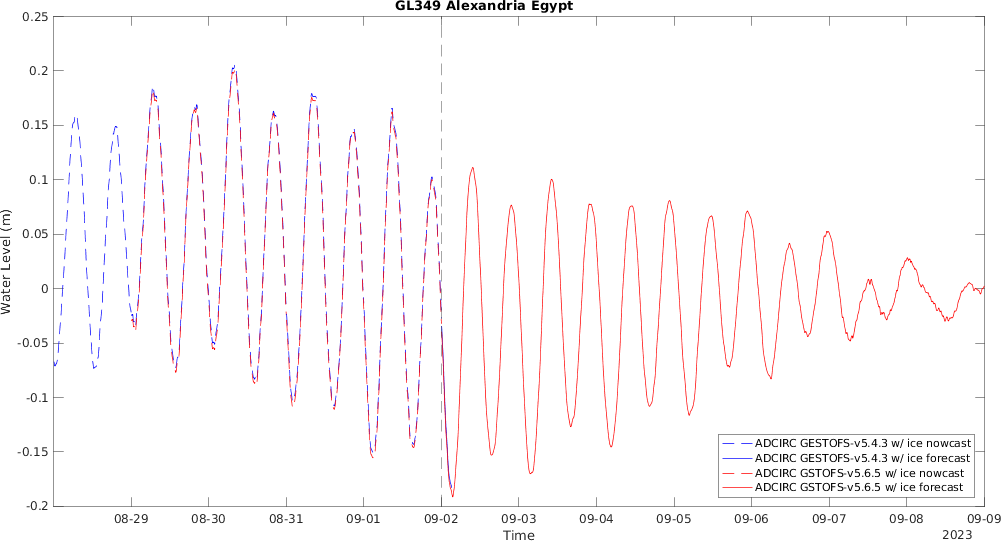 GL349 Alexandria Egypt
0.25
0.2
0.15
0.1
0.05
0
-0.05
-0.1
-0.15
-0.2
Water Level (m)
ADCIRC GESTOFS-v5.4.3 w/ ice nowcast
ADCIRC GESTOFS-v5.4.3 w/ ice forecast
ADCIRC GSTOFS-v5.6.5 w/ ice nowcast
ADCIRC GSTOFS-v5.6.5 w/ ice forecast
08-29 08-30 08-31 09-01 09-02 09-03 09-04 09-05 09-06 09-07 09-08 09-09
2023
Time